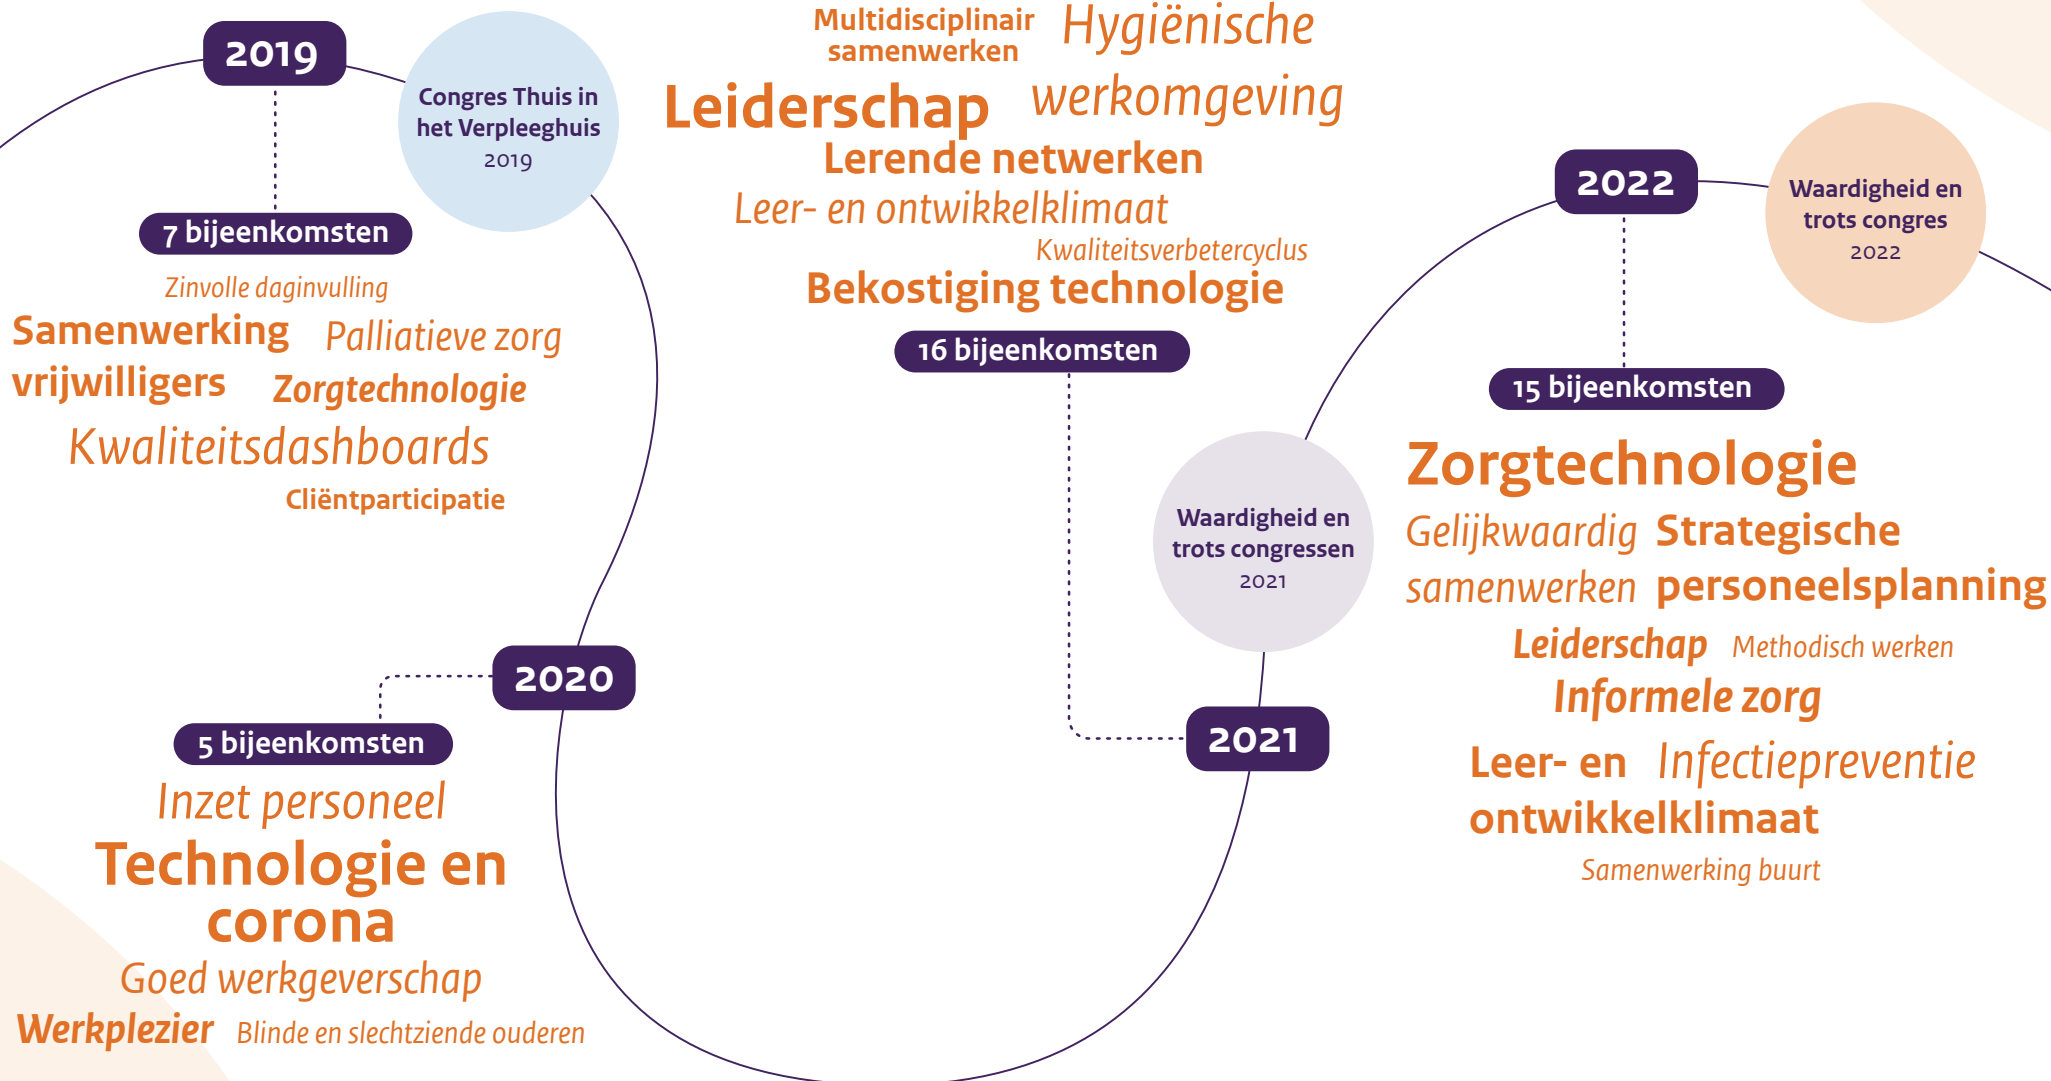 2019
Congres Thuis in
het Verpleeghuis
2019
7 bijeenkomsten
Zinvolle daginvulling
Samenwerking Palliatieve zorg
vrijwilligers Zorgtechnologie
Kwaliteitsdashboards
Cliëntparticipatie
2020
5 bijeenkomsten
Inzet personeel
Technologie en
corona
Goed werkgeverschap
Werkplezier Blinde en slechtziende ouderen
Multidisciplinair
samenwerken
Hygiënische
werkomgeving
Leiderschap
Lerende netwerken
Leer- en ontwikkelklimaat
Kwaliteitsverbetercyclus
Bekostiging technologie
16 bijeenkomsten
Waardigheid en
trots congressen
2021
2021
2022
Waardigheid en
trots congres
2022
15 bijeenkomsten
Zorgtechnologie
Gelijkwaardig
samenwerken
Strategische
personeelsplanning
Leiderschap Methodisch werken
Informele zorg
Leer- en
ontwikkelklimaat
Infectiepreventie
Samenwerking buurt